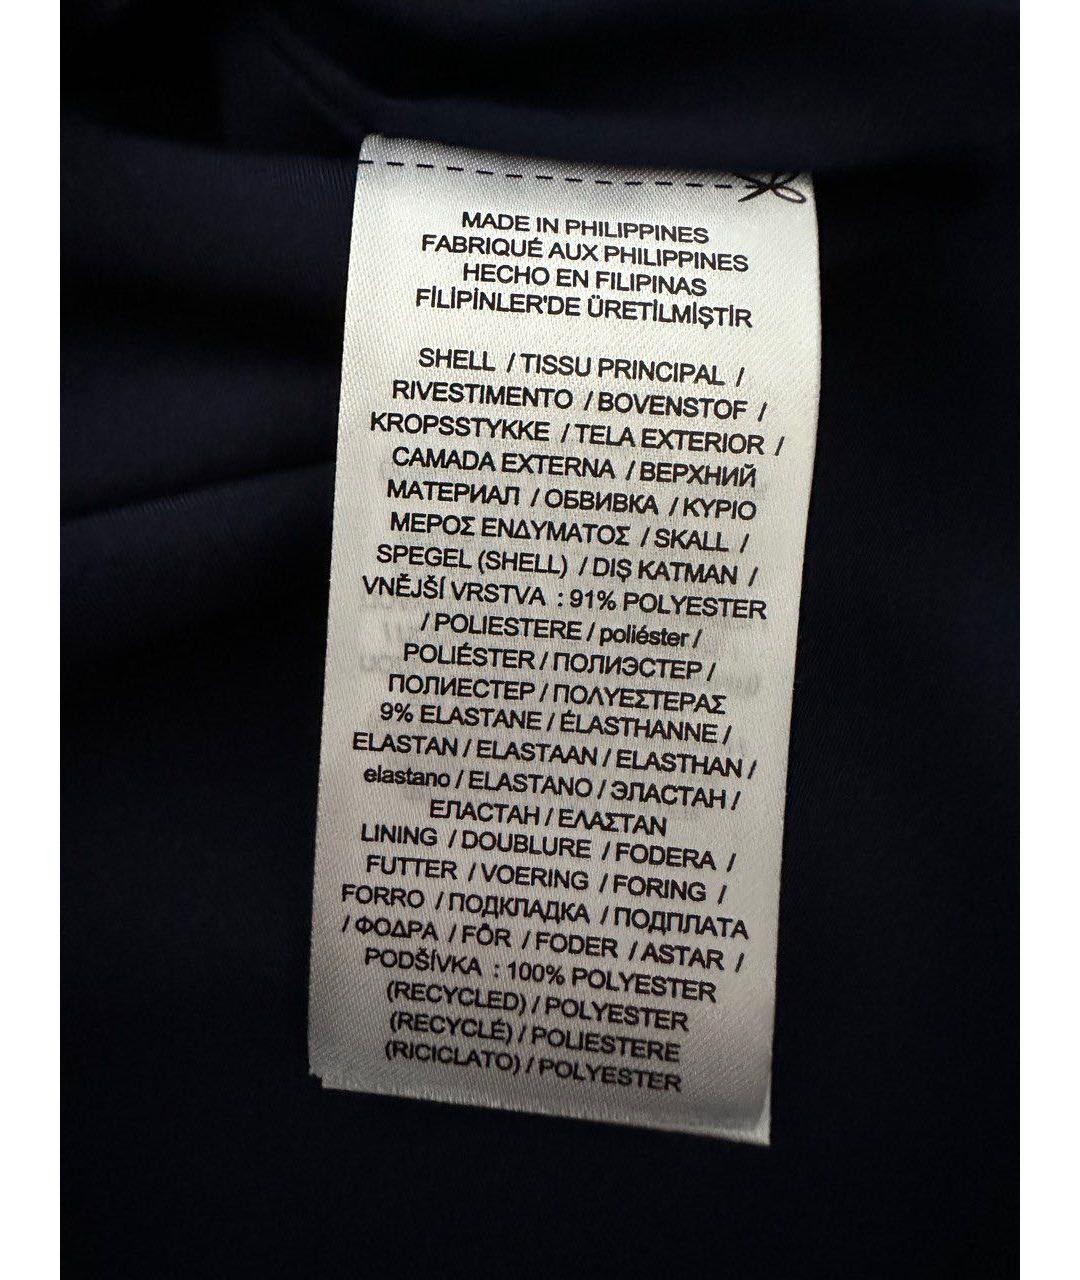 MADE IN PHILIPPINES
FABRIQUÉ AUX PHILIPPINES
HECHO EN FILIPINAS
FİLİPİNLER'DE ÜRETİLMİŞTİR
SHELL / TISSU PRINCIPAL /
RIVESTIMENTO / BOVENSTOF /
KROPSSTYKKE / TELA EXTERIOR /
CAMADA EXTERNA / ВЕРХНИЙ
МАТЕРИАЛ / ОБВИВКА / ΚΥΡΙΟ
ΜΕΡΟΣ ΕΝΔΥΜΑΤΟΣ / SKALL /
SPEGEL (SHELL) / DIŞ KATMAN /
VNĚJŠÍ VRSTVA : 91% POLYESTER
/ POLIESTERE / poliéster /
POLIÉSTER / ПОЛИЭСТЕР /
ПОЛИЕСТЕР / ΠΟΛΥΕΣΤΕΡΑΣ
9% ELASTANE / ÉLASTHANNE /
ELASTAN / ELASTAAN / ELASTHAN /
elastano / ELASTANO / ЭЛАСТАН /
ЕЛАСТАН / ΕΛΑΣΤΑΝ
LINING / DOUBLURE / FODERA /
FUTTER / VOERING / FORING /
FORRO / ПОДКЛАДКА / ПОДПЛАТА
/ ΦΟΔΡΑ / FÔR / FODER / ASTAR /
PODŠÍVKA : 100% POLYESTER
(RECYCLED) / POLYESTER
(RECYCLÉ) / POLIESTERE
(RICICLATO) / POLYESTER